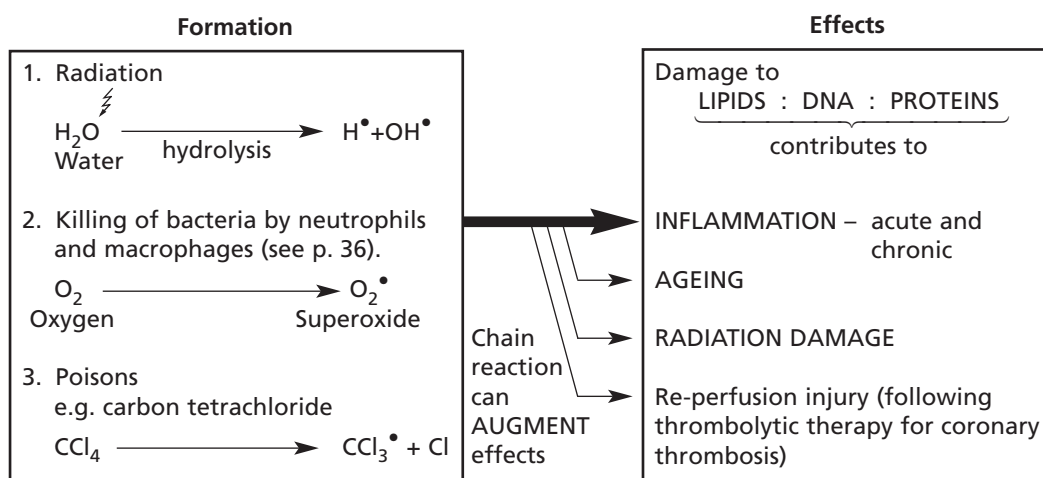 Formation
1. Radiation
H₂O
Water
hydrolysis
H•+OH•
2. Killing of bacteria by neutrophils
and macrophages (see p. 36).
O₂
Oxygen
O₂•
Superoxide
3. Poisons
e.g. carbon tetrachloride
CCl₄
CCl₃• + Cl
Chain
reaction
can
AUGMENT
effects
Effects
Damage to
LIPIDS : DNA : PROTEINS
contributes to
INFLAMMATION – acute and
chronic
AGEING
RADIATION DAMAGE
Re-perfusion injury (following
thrombolytic therapy for coronary
thrombosis)